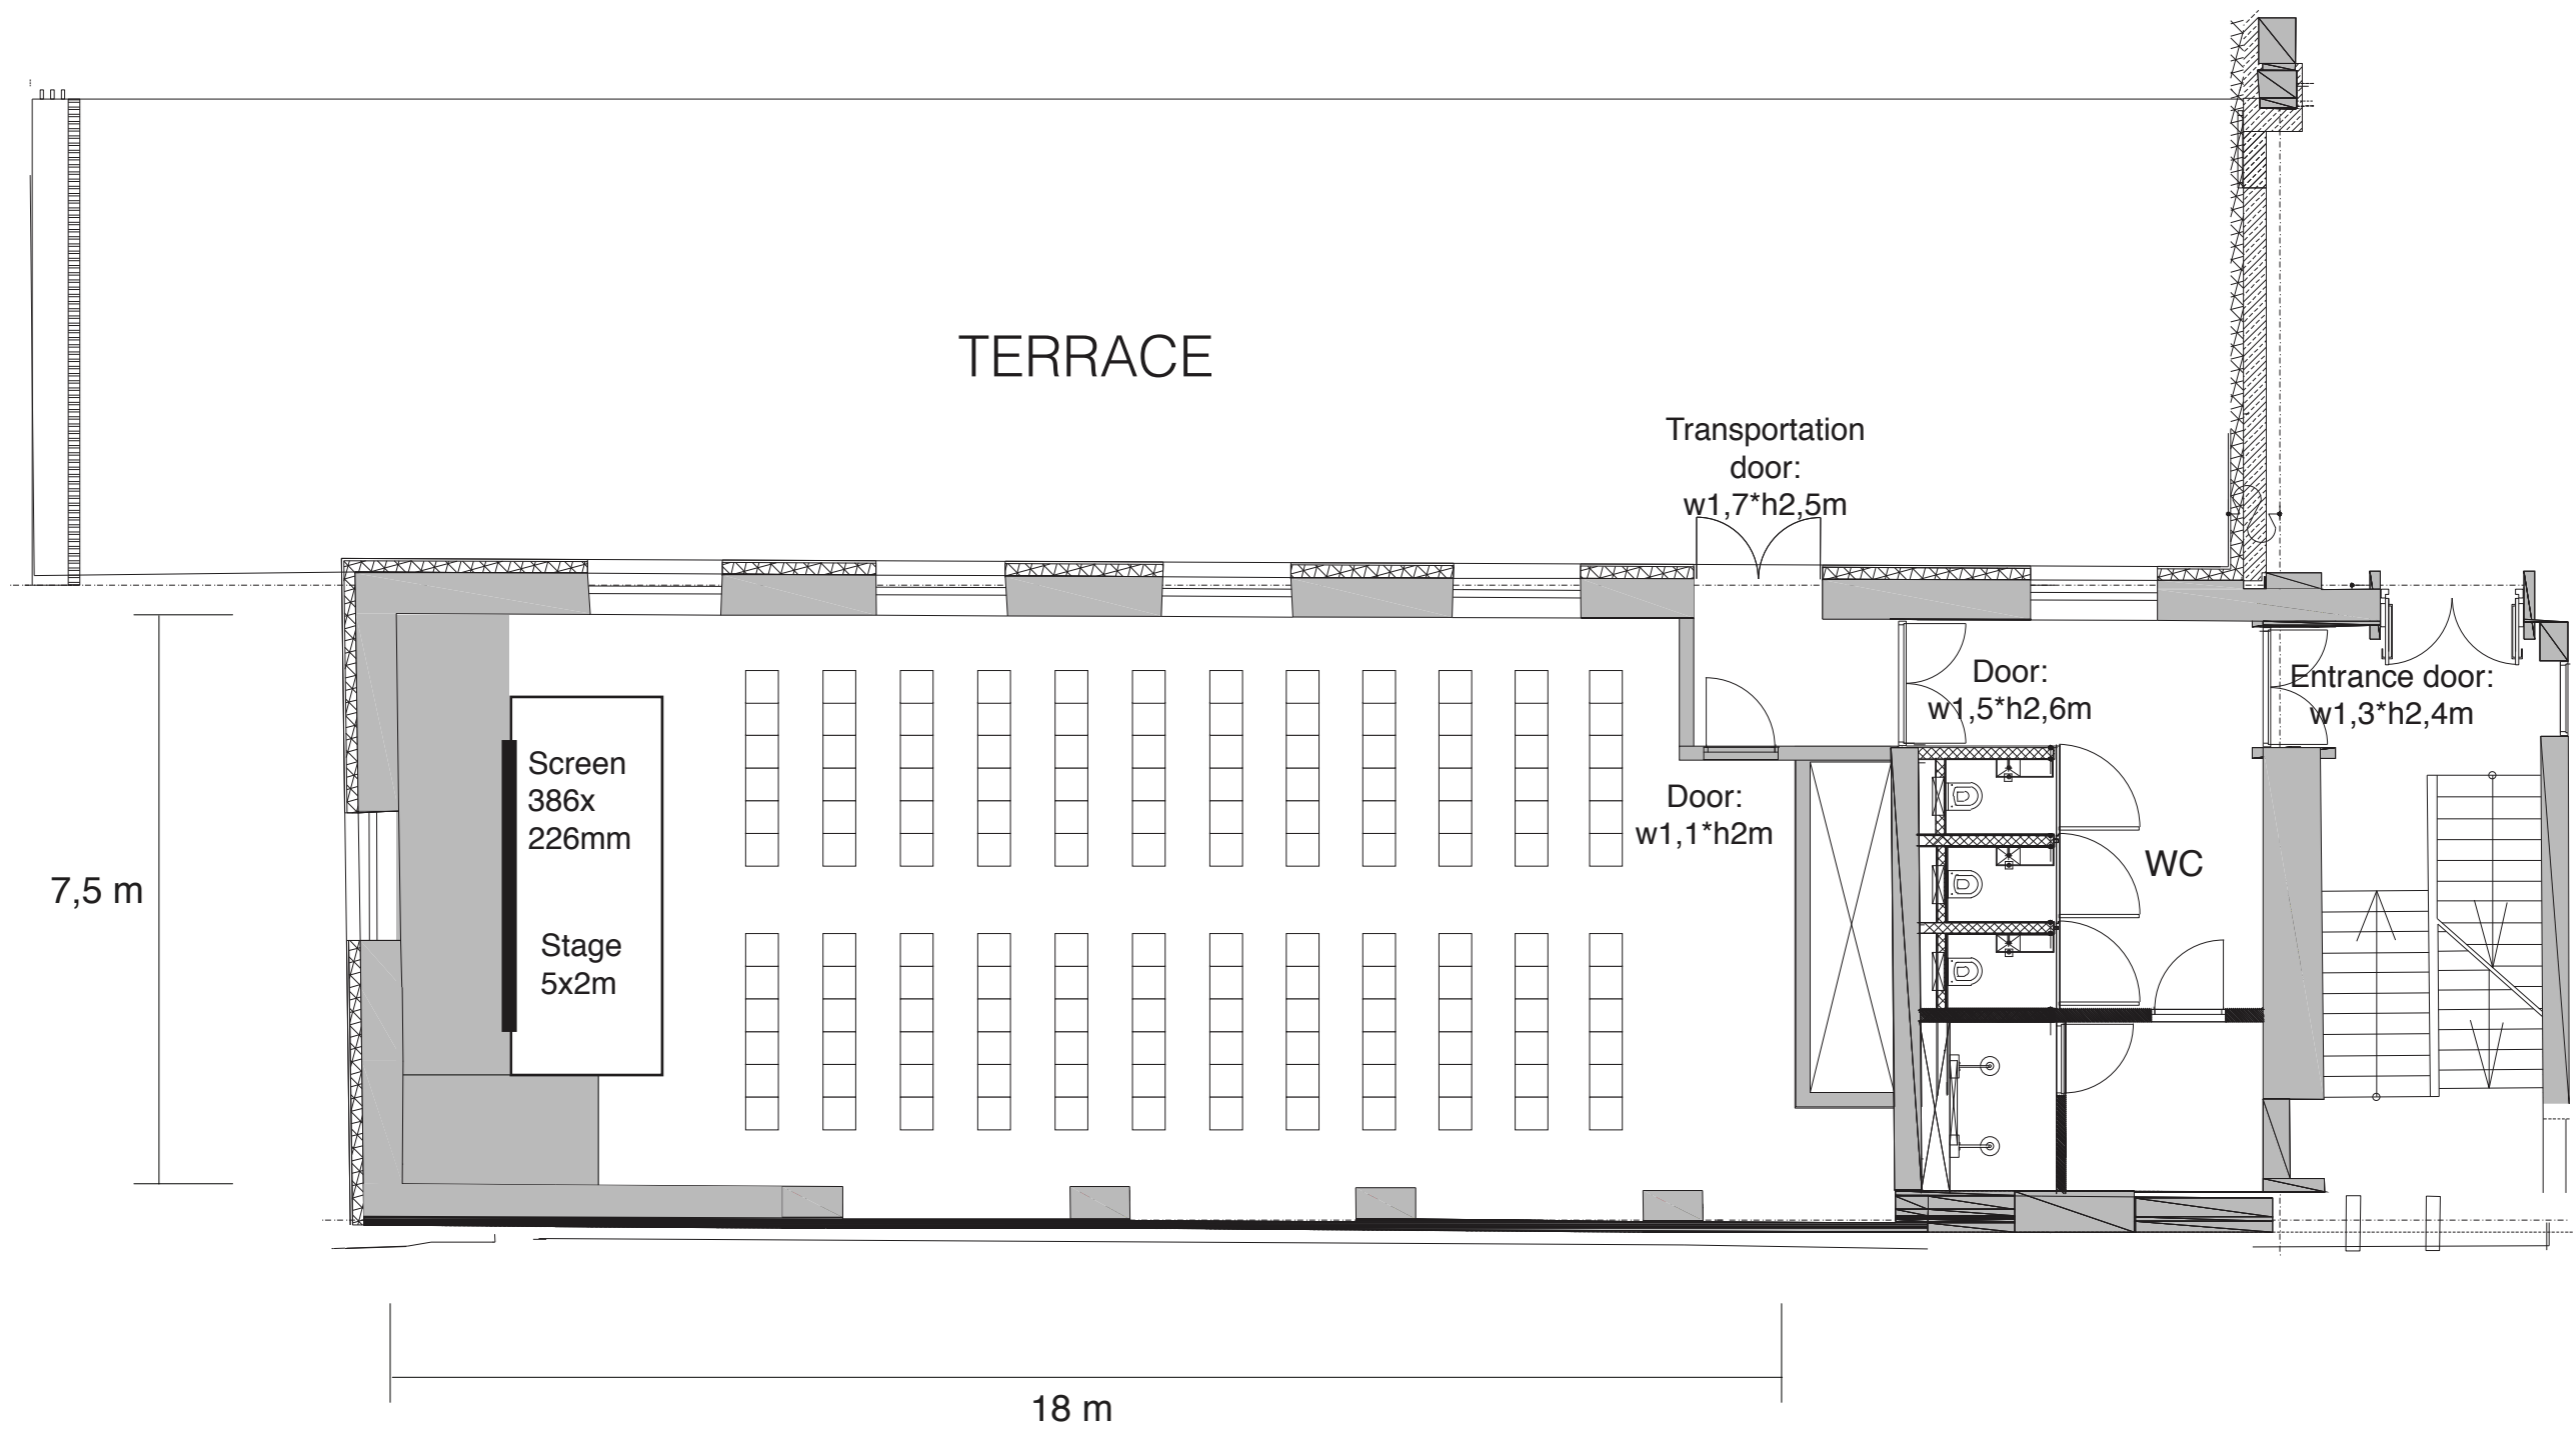 TERRACE
Transportation
door:
w1,7*h2,5m
Door:
w1,5*h2,6m
Entrance door:
w1,3*h2,4m
Screen
386x
226mm
Door:
w1,1*h2m
WC
7,5 m
Stage
5x2m
18 m